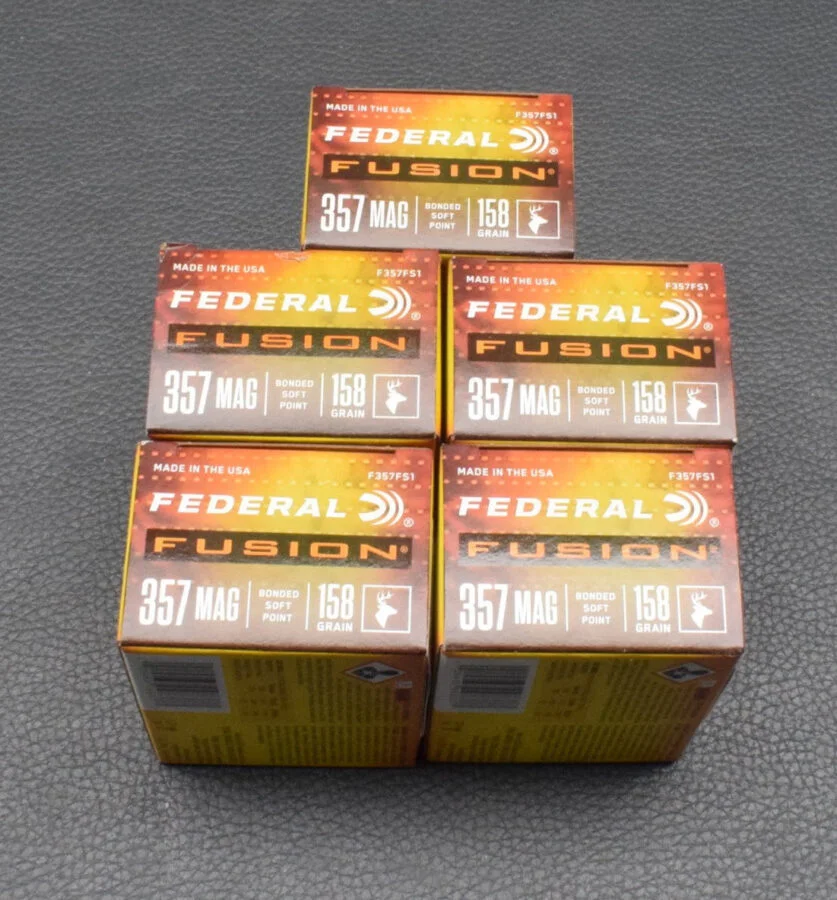 MADE IN THE USA F357FS1
FEDERAL ®
FUSION®
357 MAG BONDED SOFT POINT 158 GRAIN
MADE IN THE USA F357FS1
FEDERAL ®
FUSION
357 MAG BONDED SOFT POINT 158 GRAIN
MADE IN THE USA F357FS1
FEDERAL ®
FUSION®
357 MAG BONDED SOFT POINT 158 GRAIN
MADE IN THE USA F357FS1
FEDERAL ®
FUSION®
357 MAG BONDED SOFT POINT 158 GRAIN
MADE IN THE USA F357FS1
FEDERAL ®
FUSION®
357 MAG BONDED SOFT POINT 158 GRAIN